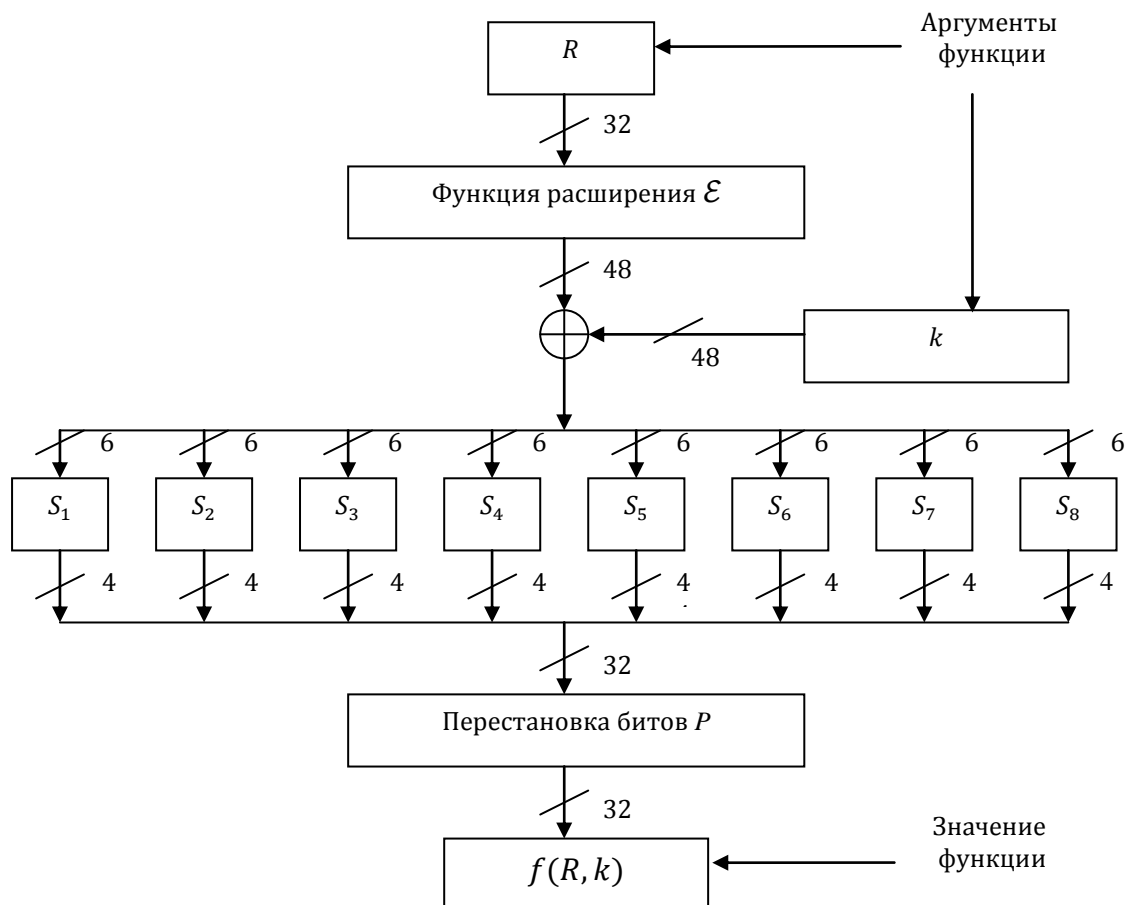 Аргументы
функции
R
32
Функция расширения ℰ
48
k
48
6 6 6 6 6 6 6 6
S₁ S₂ S₃ S₄ S₅ S₆ S₇ S₈
4 4 4 4 4 4 4 4
32
Перестановка битов P
32
Значение
функции
f(R, k)